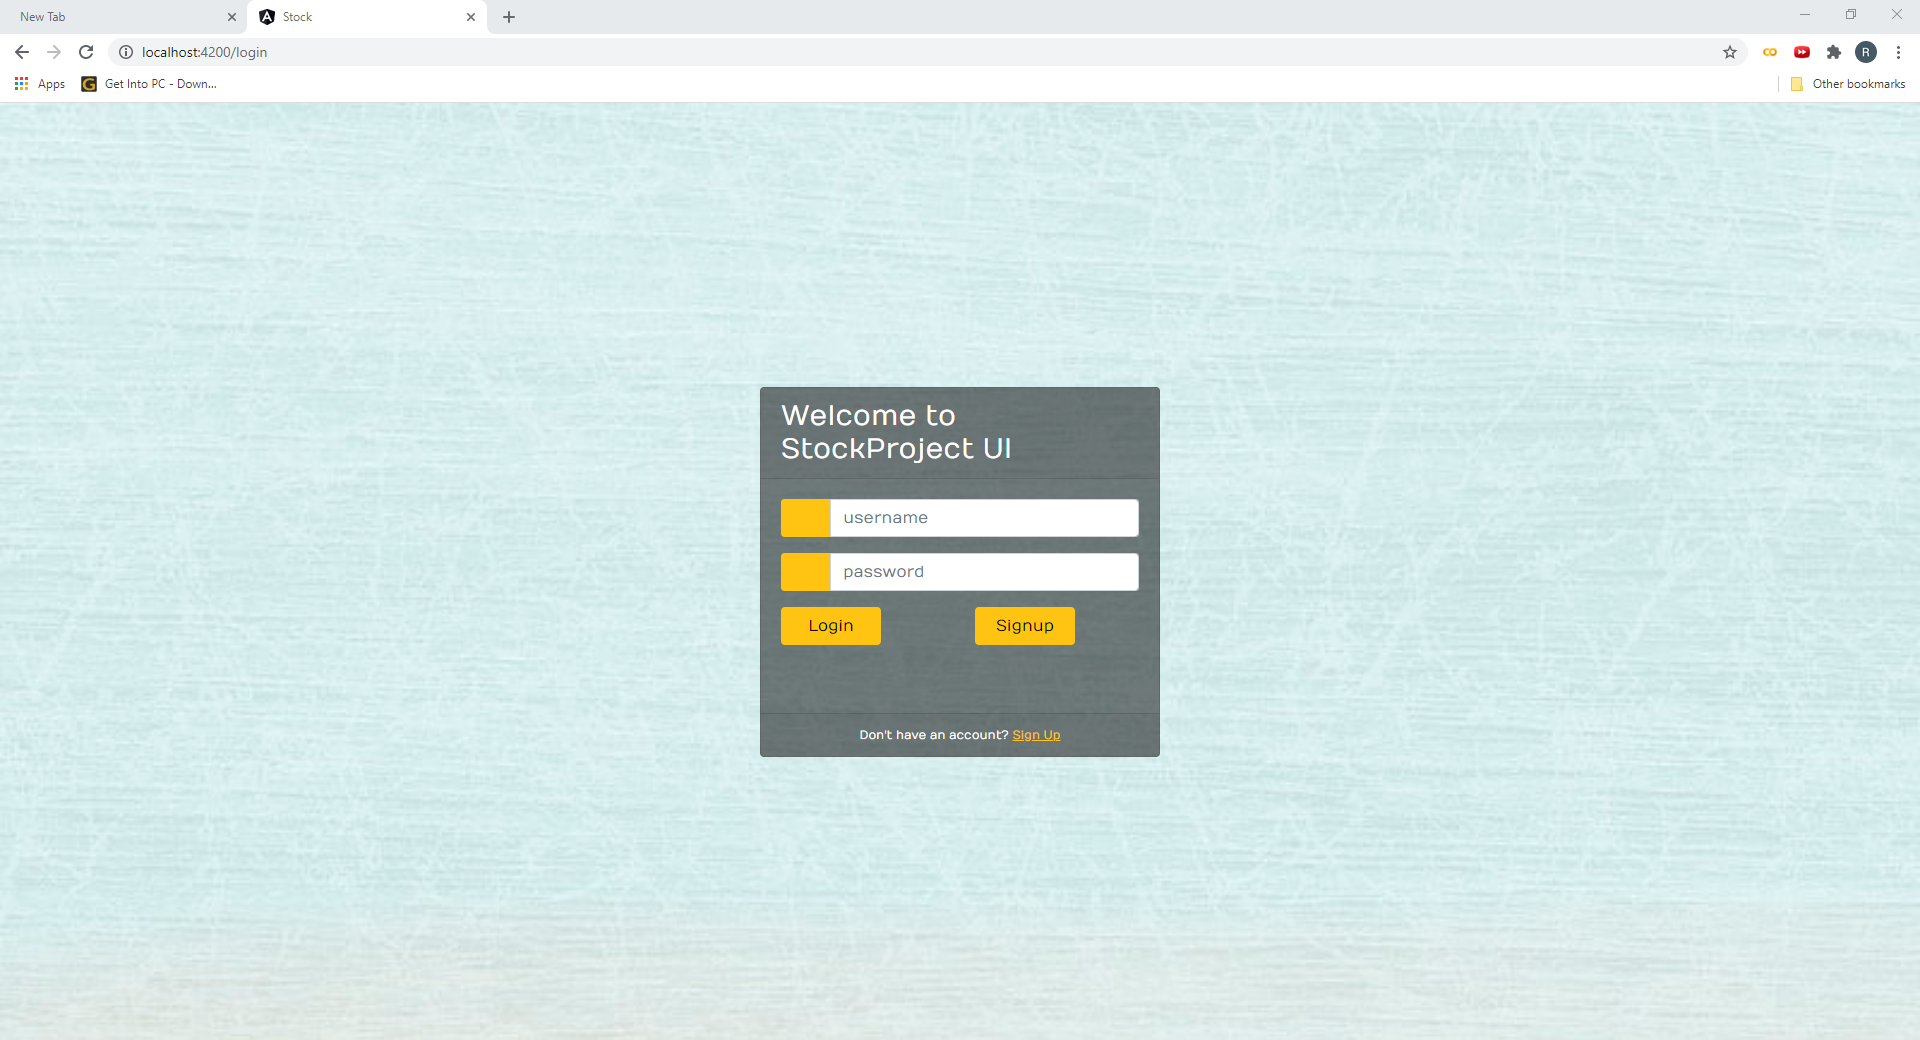 New Tab
Stock
localhost:4200/login
R
Apps
G
Get Into PC - Down...
Other bookmarks
Welcome to
StockProject UI
username
password
Login
Signup
Don't have an account? Sign Up